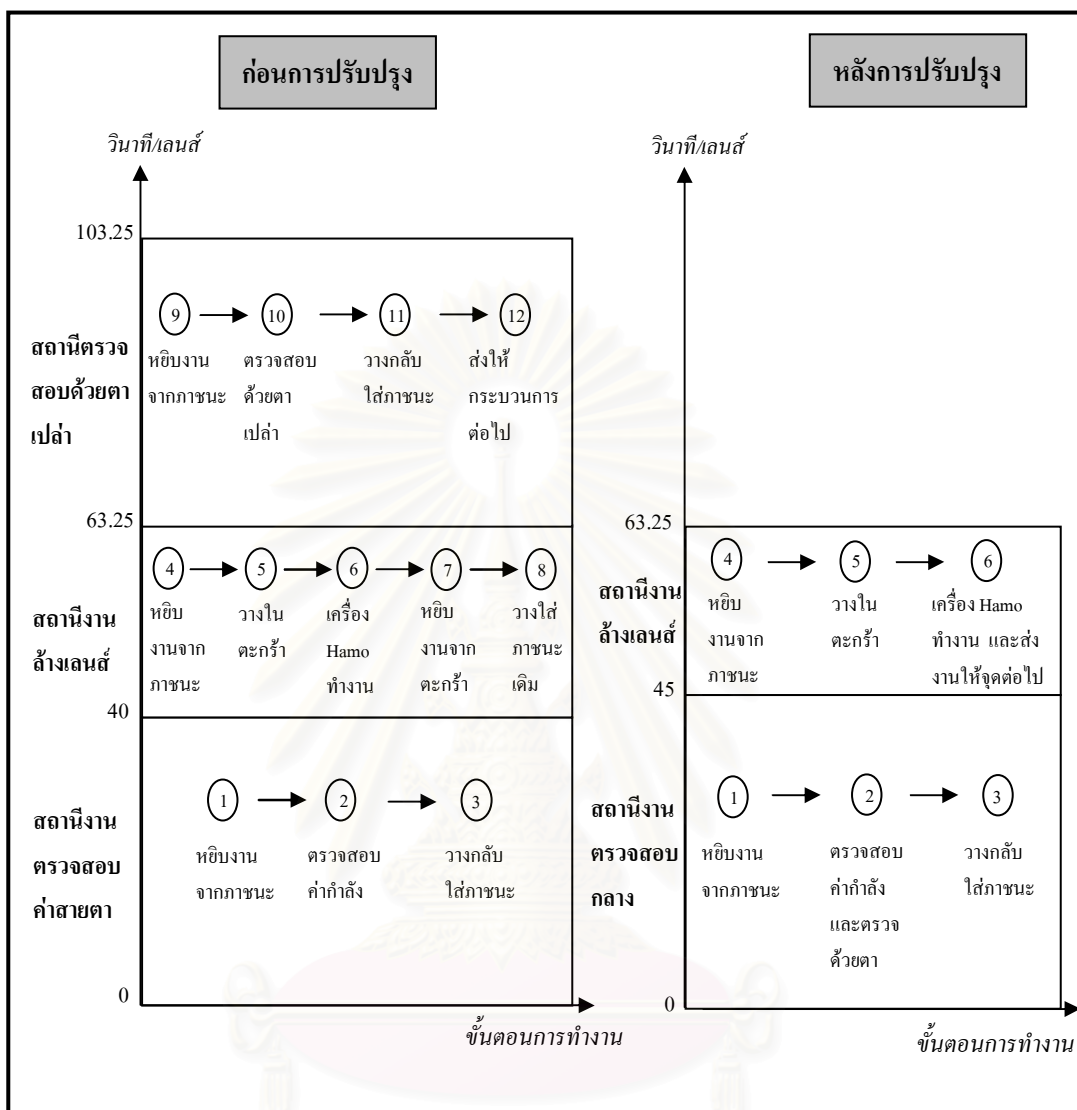 ก่อนการปรับปรุง
วินาที/เลนส์
103.25
สถานีตรวจ
สอบด้วยตา
เปล่า
9
10
11
12
หยิบงาน
จากภาชนะ
ตรวจสอบ
ด้วยตา
เปล่า
วางกลับ
ใส่ภาชนะ
ส่งให้
กระบวนการ
ต่อไป
63.25
สถานีงาน
ล้างเลนส์
4
5
6
7
8
หยิบ
งานจาก
ภาชนะ
วางใน
ตะกร้า
เครื่อง
Hamo
ทำงาน
หยิบ
งานจาก
ตะกร้า
วางใส่
ภาชนะ
เดิม
40
สถานีงาน
ตรวจสอบ
ค่าสายตา
1
2
3
หยิบงาน
จากภาชนะ
ตรวจสอบ
ค่ากำลัง
วางกลับ
ใส่ภาชนะ
0
ขั้นตอนการทำงาน
หลังการปรับปรุง
วินาที/เลนส์
63.25
สถานีงาน
ล้างเลนส์
4
5
6
หยิบ
งานจาก
ภาชนะ
วางใน
ตะกร้า
เครื่อง Hamo
ทำงาน และส่ง
งานให้จุดต่อไป
45
สถานีงาน
ตรวจสอบ
กลาง
1
2
3
หยิบงาน
จากภาชนะ
ตรวจสอบ
ค่ากำลัง
และตรวจ
ด้วยตา
วางกลับ
ใส่ภาชนะ
0
ขั้นตอนการทำงาน